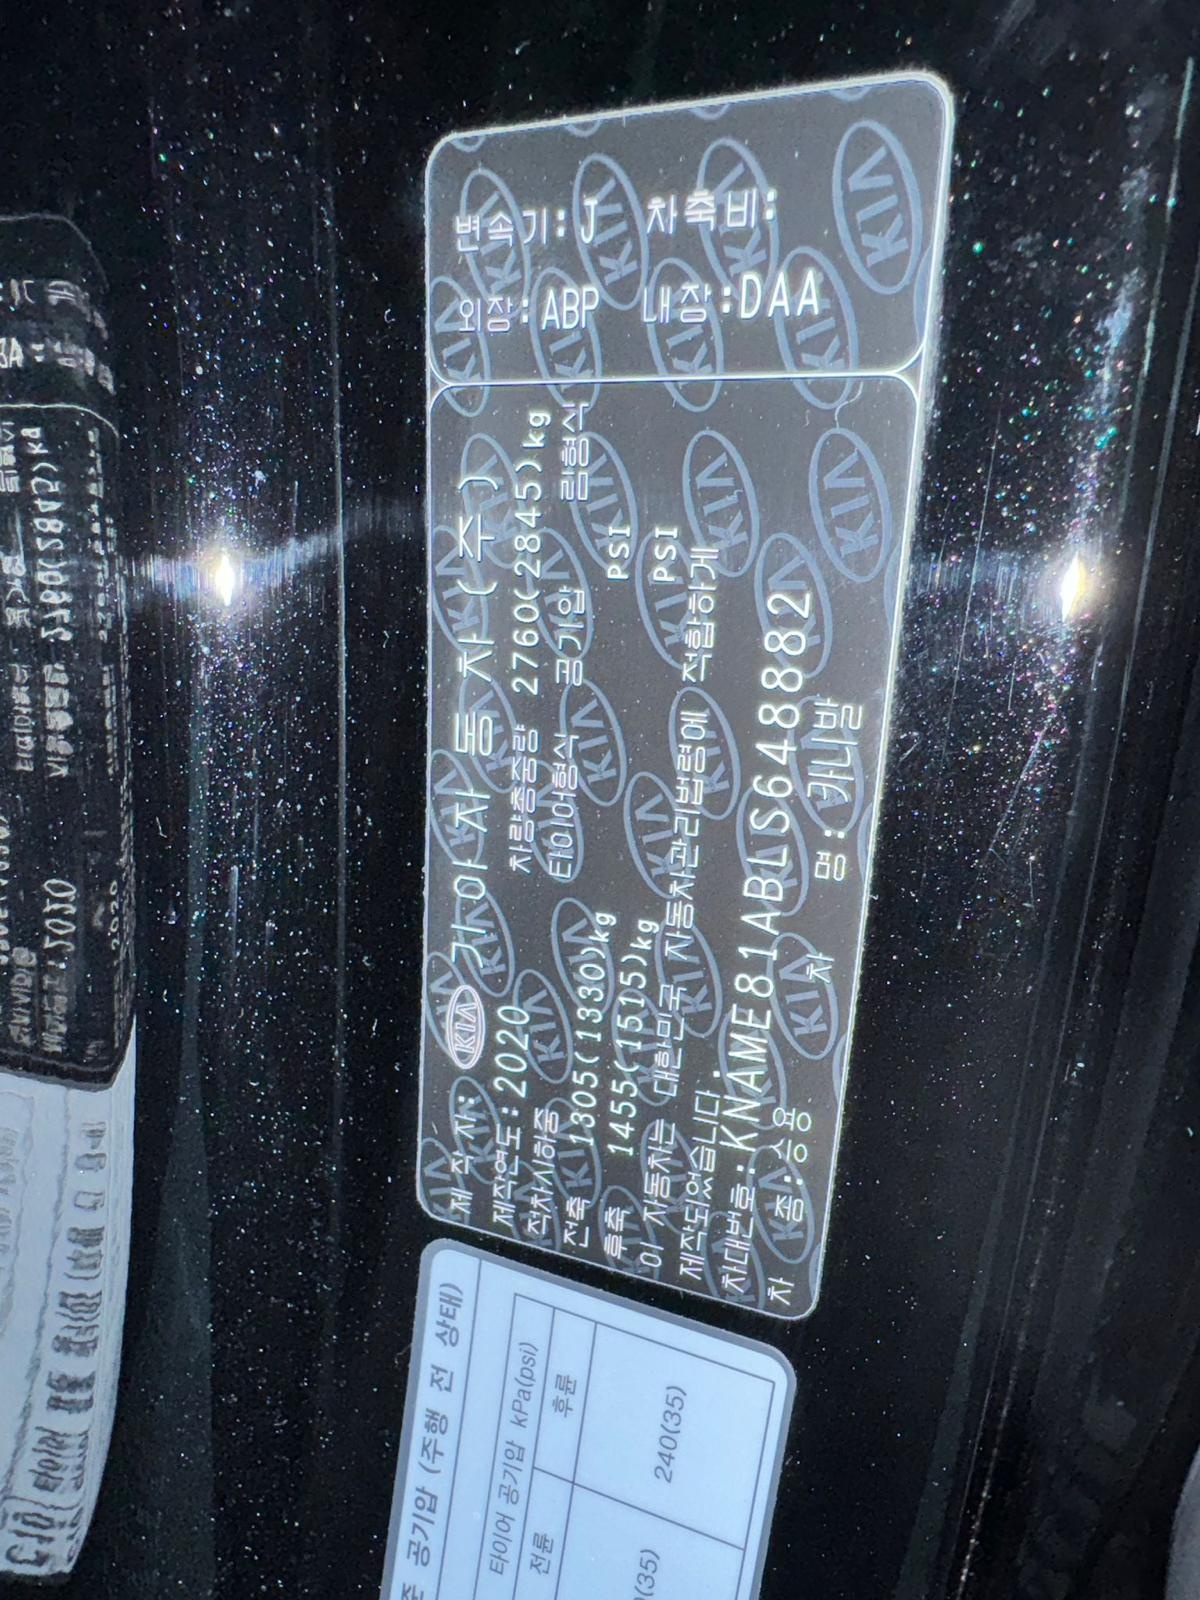 변속기:J 차축비:
외장:ABP 내장:DAA
제 작 자: KIA 기아자동차(주)
제작연도:2020 차량총중량 2760(2845)kg
적차시하중 타이어형식 공기압 림형식
전축 1305(1330)kg PSI
후축 1455(1515)kg PSI
이 자동차는 대한민국 자동차관리법령에 적합하게
제작되었습니다.
차대번호:KNAME81ABLS648882
차 종:승용 차 명:카니발
공기압 (주행 전 상태)
타이어 공기압 kPa(psi)
전륜 후륜
(35) 240(35)